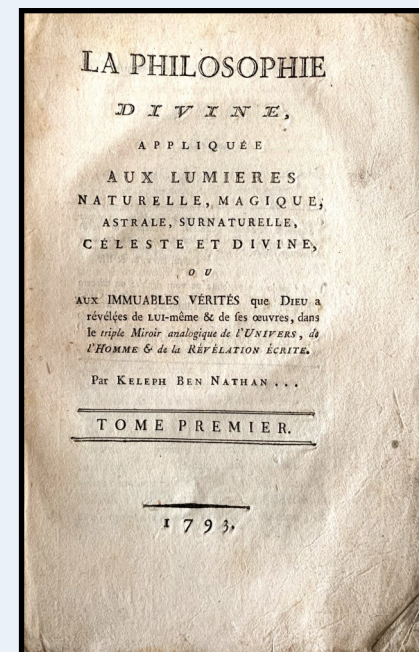 LA PHILOSOPHIE
DIVINE,
APPLIQUÉE
AUX LUMIERES
NATURELLE, MAGIQUE,
ASTRALE, SURNATURELLE,
CÉLESTE ET DIVINE,
OU
AUX IMMUABLES VÉRITÉS que DIEU a
révélées de LUI-même & de ſes œuvres, dans
le triple Miroir analogique de l'UNIVERS, de
l'HOMME & de la RÉVÉLATION ÉCRITE.
Par KELEPH BEN NATHAN . . .
TOME PREMIER.
1793.